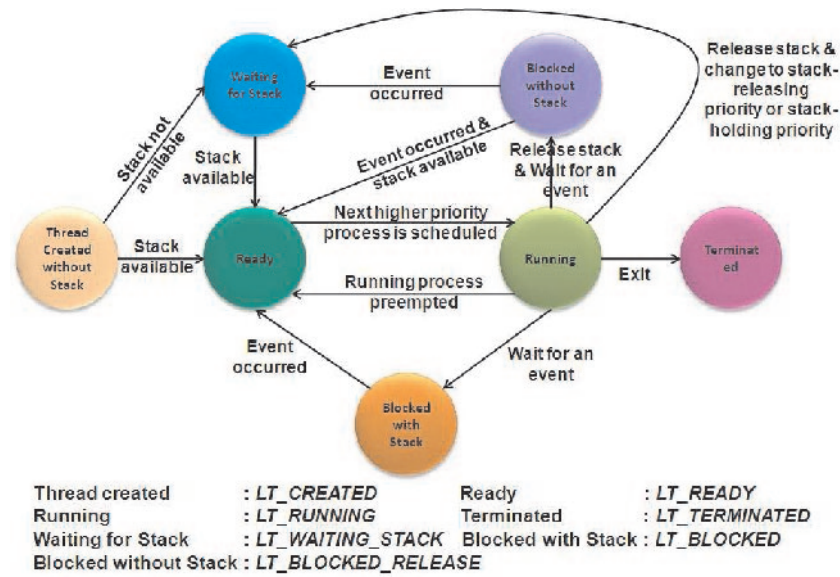 Waiting
for Stack
Event
occurred
Blocked
without
Stack
Release stack &
change to stack-
releasing
priority or stack-
holding priority
Stack not
available
Stack
available
Event occurred &
stack available
Release stack
& Wait for an
event
Thread
Created
without
Stack
Stack
available
Ready
Next higher priority
process is scheduled
Running
Exit
Terminat
ed
Running process
preempted
Event
occurred
Wait for an
event
Blocked
with
Stack
Thread created : LT_CREATED Ready : LT_READY
Running : LT_RUNNING Terminated : LT_TERMINATED
Waiting for Stack : LT_WAITING_STACK Blocked with Stack : LT_BLOCKED
Blocked without Stack : LT_BLOCKED_RELEASE